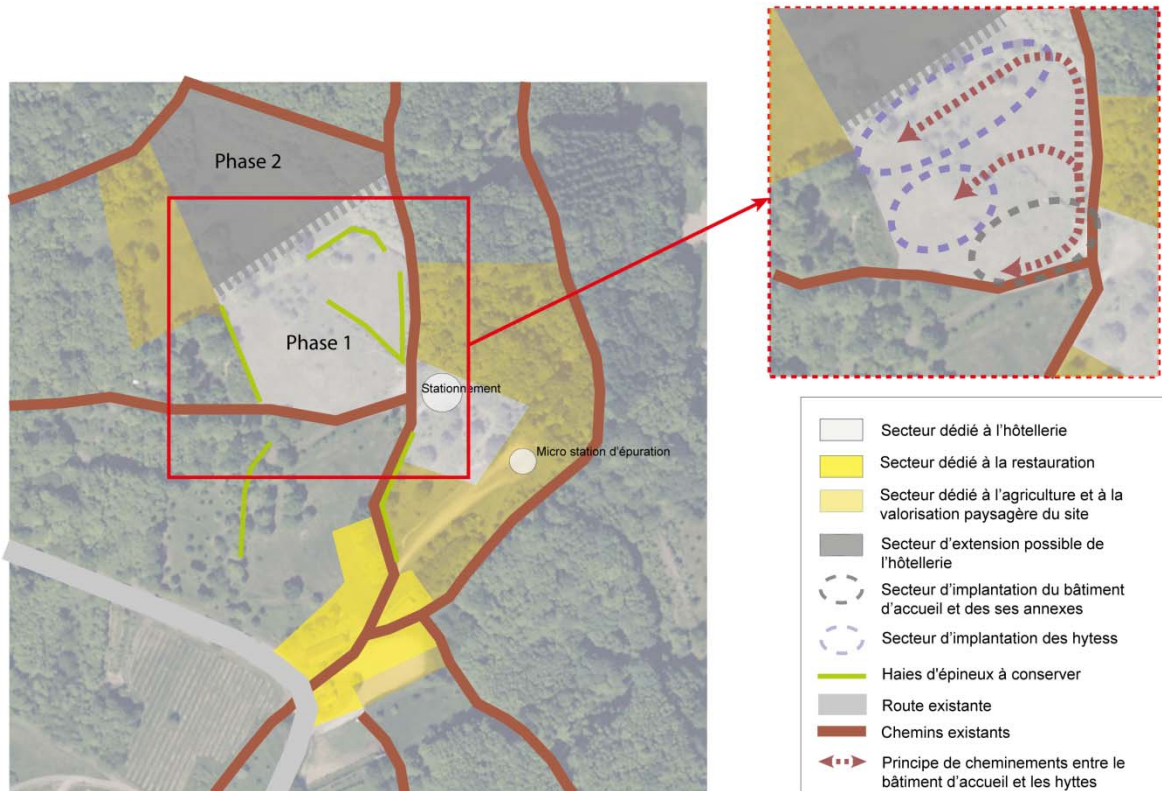 Phase 2
Phase 1
Stationnement
Micro station d'épuration
Secteur dédié à l'hôtellerie
Secteur dédié à la restauration
Secteur dédié à l'agriculture et à la
valorisation paysagère du site
Secteur d'extension possible de
l'hôtellerie
Secteur d'implantation du bâtiment
d'accueil et des ses annexes
Secteur d'implantation des hytess
Haies d'épineux à conserver
Route existante
Chemins existants
Principe de cheminements entre le
bâtiment d'accueil et les hyttes